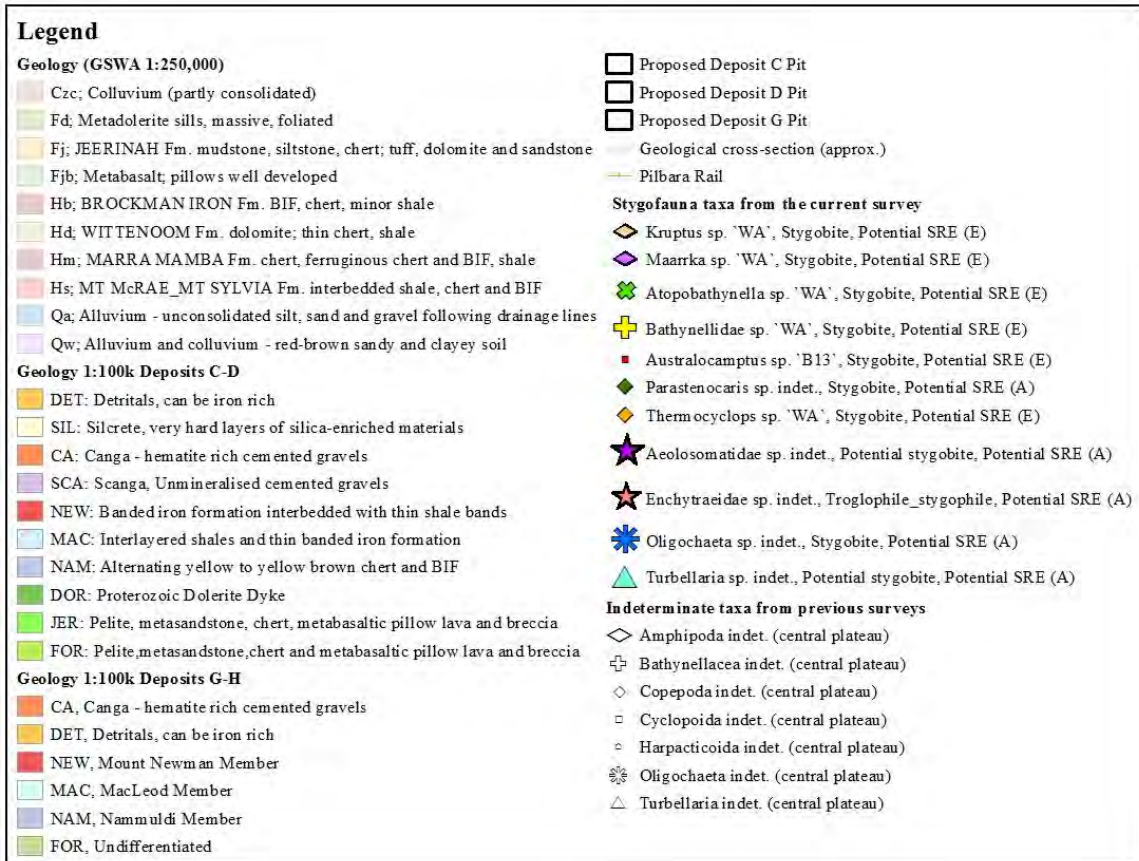 Legend
Geology (GSWA 1:250,000)
Czc; Colluvium (partly consolidated)
Fd; Metadolerite sills, massive, foliated
Fj; JEERINAH Fm. mudstone, siltstone, chert; tuff, dolomite and sandstone
Fjb; Metabasalt; pillows well developed
Hb; BROCKMAN IRON Fm. BIF, chert, minor shale
Hd; WITTENOOM Fm. dolomite; thin chert, shale
Hm; MARRA MAMBA Fm. chert, ferruginous chert and BIF, shale
Hs; MT McRAE_MT SYLVIA Fm. interbedded shale, chert and BIF
Qa; Alluvium - unconsolidated silt, sand and gravel following drainage lines
Qw; Alluvium and colluvium - red-brown sandy and clayey soil
Geology 1:100k Deposits C-D
DET: Detritals, can be iron rich
SIL: Silcrete, very hard layers of silica-enriched materials
CA: Canga - hematite rich cemented gravels
SCA: Scanga, Unmineralised cemented gravels
NEW: Banded iron formation interbedded with thin shale bands
MAC: Interlayered shales and thin banded iron formation
NAM: Alternating yellow to yellow brown chert and BIF
DOR: Proterozoic Dolerite Dyke
JER: Pelite, metasandstone, chert, metabasaltic pillow lava and breccia
FOR: Pelite,metasandstone,chert and metabasaltic pillow lava and breccia
Geology 1:100k Deposits G-H
CA, Canga - hematite rich cemented gravels
DET, Detritals, can be iron rich
NEW, Mount Newman Member
MAC, MacLeod Member
NAM, Nammuldi Member
FOR, Undifferentiated
Proposed Deposit C Pit
Proposed Deposit D Pit
Proposed Deposit G Pit
Geological cross-section (approx.)
Pilbara Rail
Stygofauna taxa from the current survey
Kruptus sp. `WA`, Stygobite, Potential SRE (E)
Maarrka sp. `WA`, Stygobite, Potential SRE (E)
Atopobathynella sp. `WA`, Stygobite, Potential SRE (E)
Bathynellidae sp. `WA`, Stygobite, Potential SRE (E)
Australocamptus sp. `B13`, Stygobite, Potential SRE (E)
Parastenocaris sp. indet., Stygobite, Potential SRE (A)
Thermocyclops sp. `WA`, Stygobite, Potential SRE (E)
Aeolosomatidae sp. indet., Potential stygobite, Potential SRE (A)
Enchytraeidae sp. indet., Troglophile_stygophile, Potential SRE (A)
Oligochaeta sp. indet., Stygobite, Potential SRE (A)
Turbellaria sp. indet., Potential stygobite, Potential SRE (A)
Indeterminate taxa from previous surveys
Amphipoda indet. (central plateau)
Bathynellacea indet. (central plateau)
Copepoda indet. (central plateau)
Cyclopoida indet. (central plateau)
Harpacticoida indet. (central plateau)
Oligochaeta indet. (central plateau)
Turbellaria indet. (central plateau)